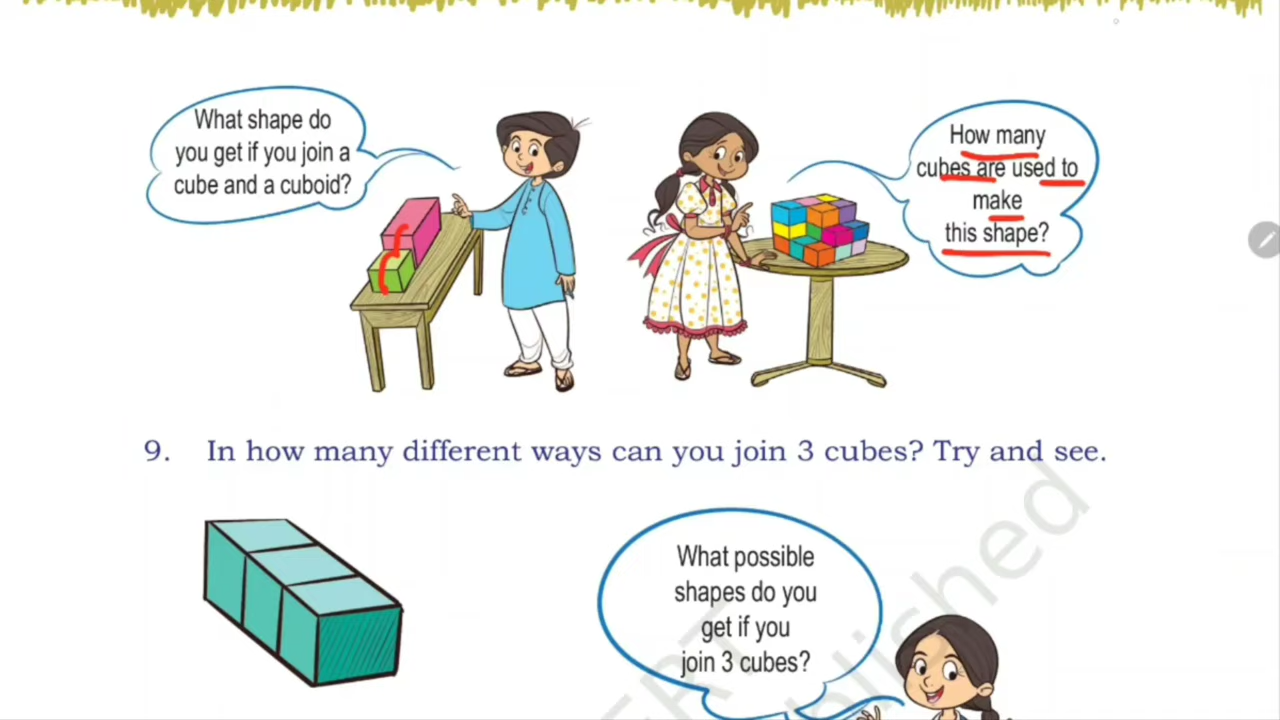 What shape do
you get if you join a
cube and a cuboid?
How many
cubes are used to
make
this shape?
9. In how many different ways can you join 3 cubes? Try and see.
What possible
shapes do you
get if you
join 3 cubes?